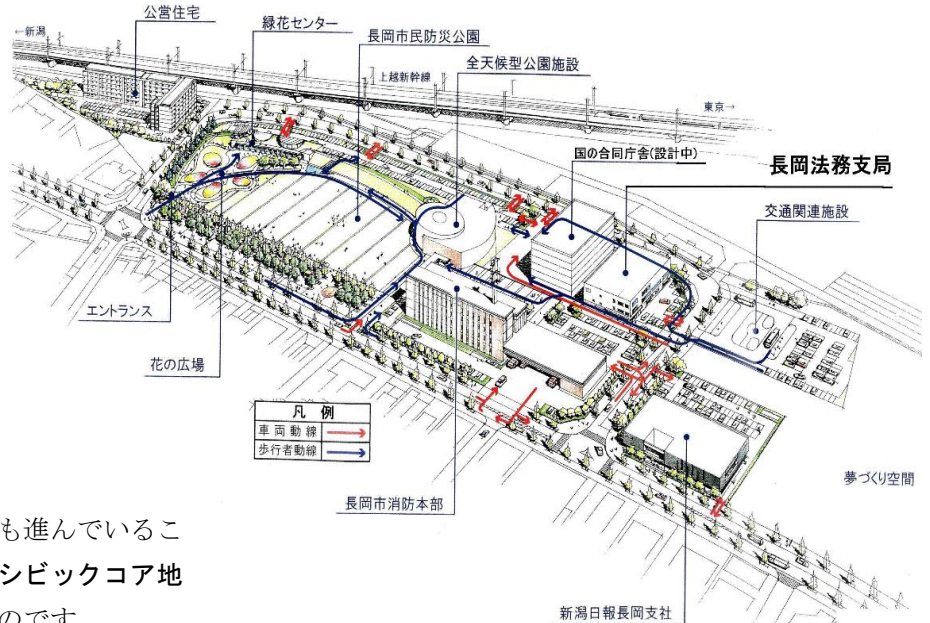 公営住宅
←新潟
緑花センター
長岡市民防災公園
全天候型公園施設
上越新幹線
東京→
国の合同庁舎(設計中)
長岡法務支局
交通関連施設
エントランス
花の広場
凡 例
車両動線
歩行者動線
長岡市消防本部
夢づくり空間
新潟日報長岡支社
も進んでいるこ
シビックコア地
のです